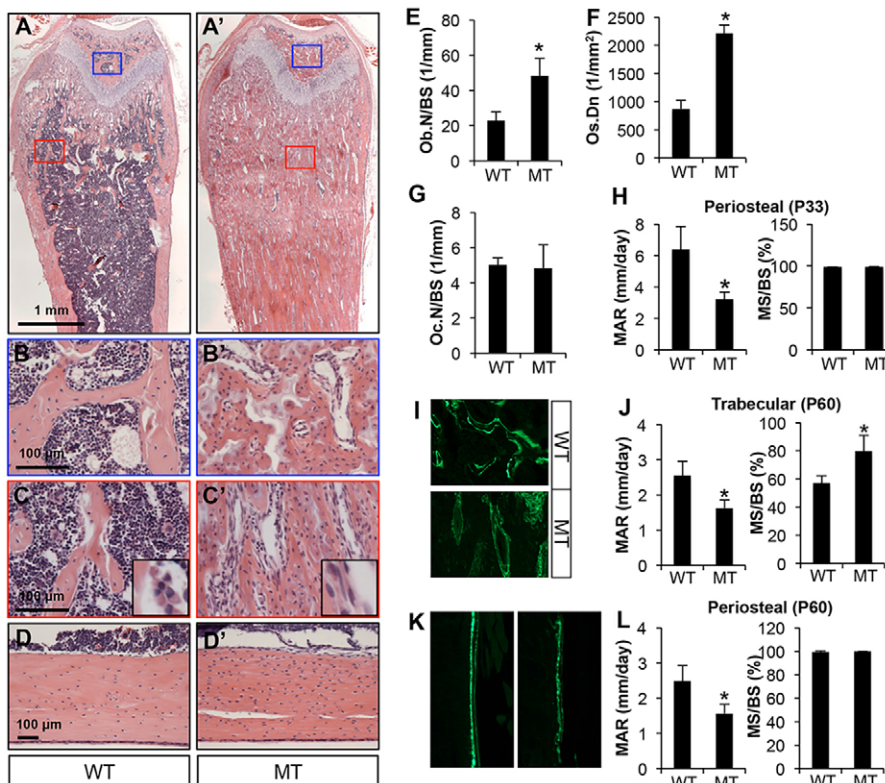 A
A'
1 mm
B
B'
100 µm
C
C'
100 µm
D
D'
100 µm
WT
MT
E
Ob.N/BS (1/mm)
80
60
40
20
0
*
WT
MT
F
Os.Dn (1/mm²)
2500
2000
1500
1000
500
0
*
WT
MT
G
Oc.N/BS (1/mm)
8
6
4
2
0
WT
MT
H
Periosteal (P33)
MAR (mm/day)
8
6
4
2
0
*
WT
MT
MS/BS (%)
150
100
50
0
WT
MT
I
WT
MT
J
Trabecular (P60)
MAR (mm/day)
4
3
2
1
0
*
WT
MT
MS/BS (%)
100
80
60
40
20
0
*
WT
MT
K
L
Periosteal (P60)
MAR (mm/day)
4
3
2
1
0
*
WT
MT
MS/BS (%)
120
100
80
60
40
20
0
WT
MT